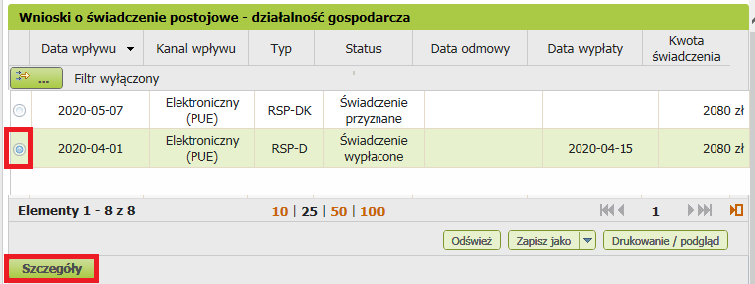 Wnioski o świadczenie postojowe - działalność gospodarcza
Data wpływu Kanał wpływu Typ Status Data odmowy Data wypłaty Kwota świadczenia
... Filtr wyłączony
2020-05-07 Elektroniczny (PUE) RSP-DK Świadczenie przyznane 2080 zł
2020-04-01 Elektroniczny (PUE) RSP-D Świadczenie wypłacone 2020-04-15 2080 zł
Elementy 1 - 8 z 8 10 | 25 | 50 | 100 1
Odśwież Zapisz jako Drukowanie / podgląd
Szczegóły